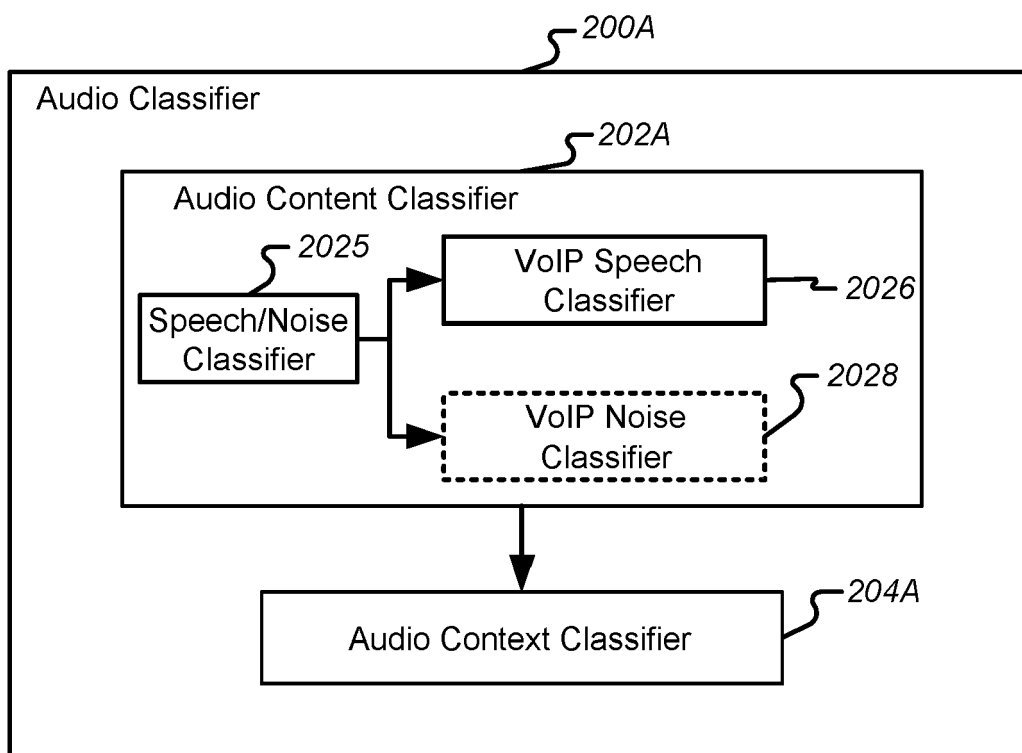 200A
Audio Classifier
202A
Audio Content Classifier
2025
VoIP Speech
Classifier
2026
Speech/Noise
Classifier
2028
VoIP Noise
Classifier
204A
Audio Context Classifier